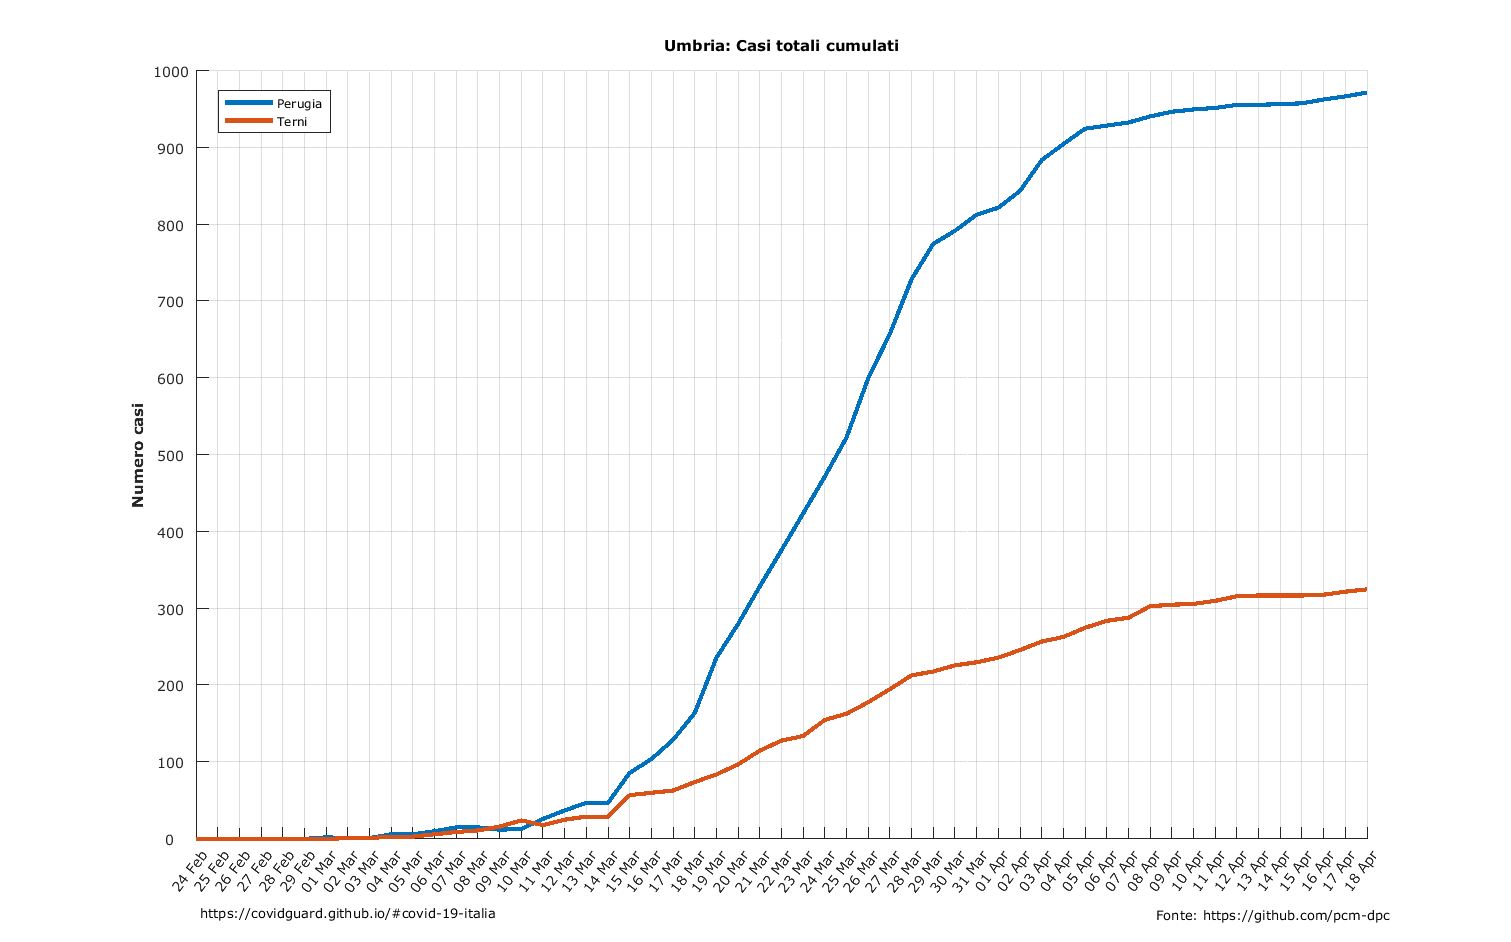 Umbria: Casi totali cumulati
Perugia
Terni
Numero casi
1000
900
800
700
600
500
400
300
200
100
0
24 Feb
25 Feb
26 Feb
27 Feb
28 Feb
29 Feb
01 Mar
02 Mar
03 Mar
04 Mar
05 Mar
06 Mar
07 Mar
08 Mar
09 Mar
10 Mar
11 Mar
12 Mar
13 Mar
14 Mar
15 Mar
16 Mar
17 Mar
18 Mar
19 Mar
20 Mar
21 Mar
22 Mar
23 Mar
24 Mar
25 Mar
26 Mar
27 Mar
28 Mar
29 Mar
30 Mar
31 Mar
01 Apr
02 Apr
03 Apr
04 Apr
05 Apr
06 Apr
07 Apr
08 Apr
09 Apr
10 Apr
11 Apr
12 Apr
13 Apr
14 Apr
15 Apr
16 Apr
17 Apr
18 Apr
https://covidguard.github.io/#covid-19-italia
Fonte: https://github.com/pcm-dpc